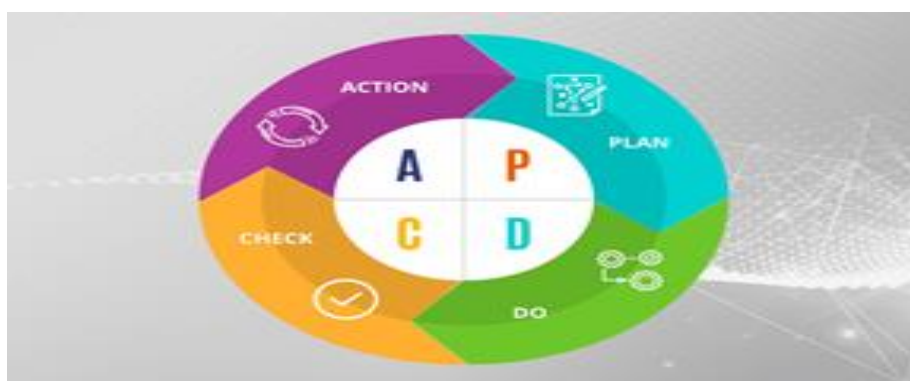 ACTION
PLAN
A P
C D
CHECK
DO